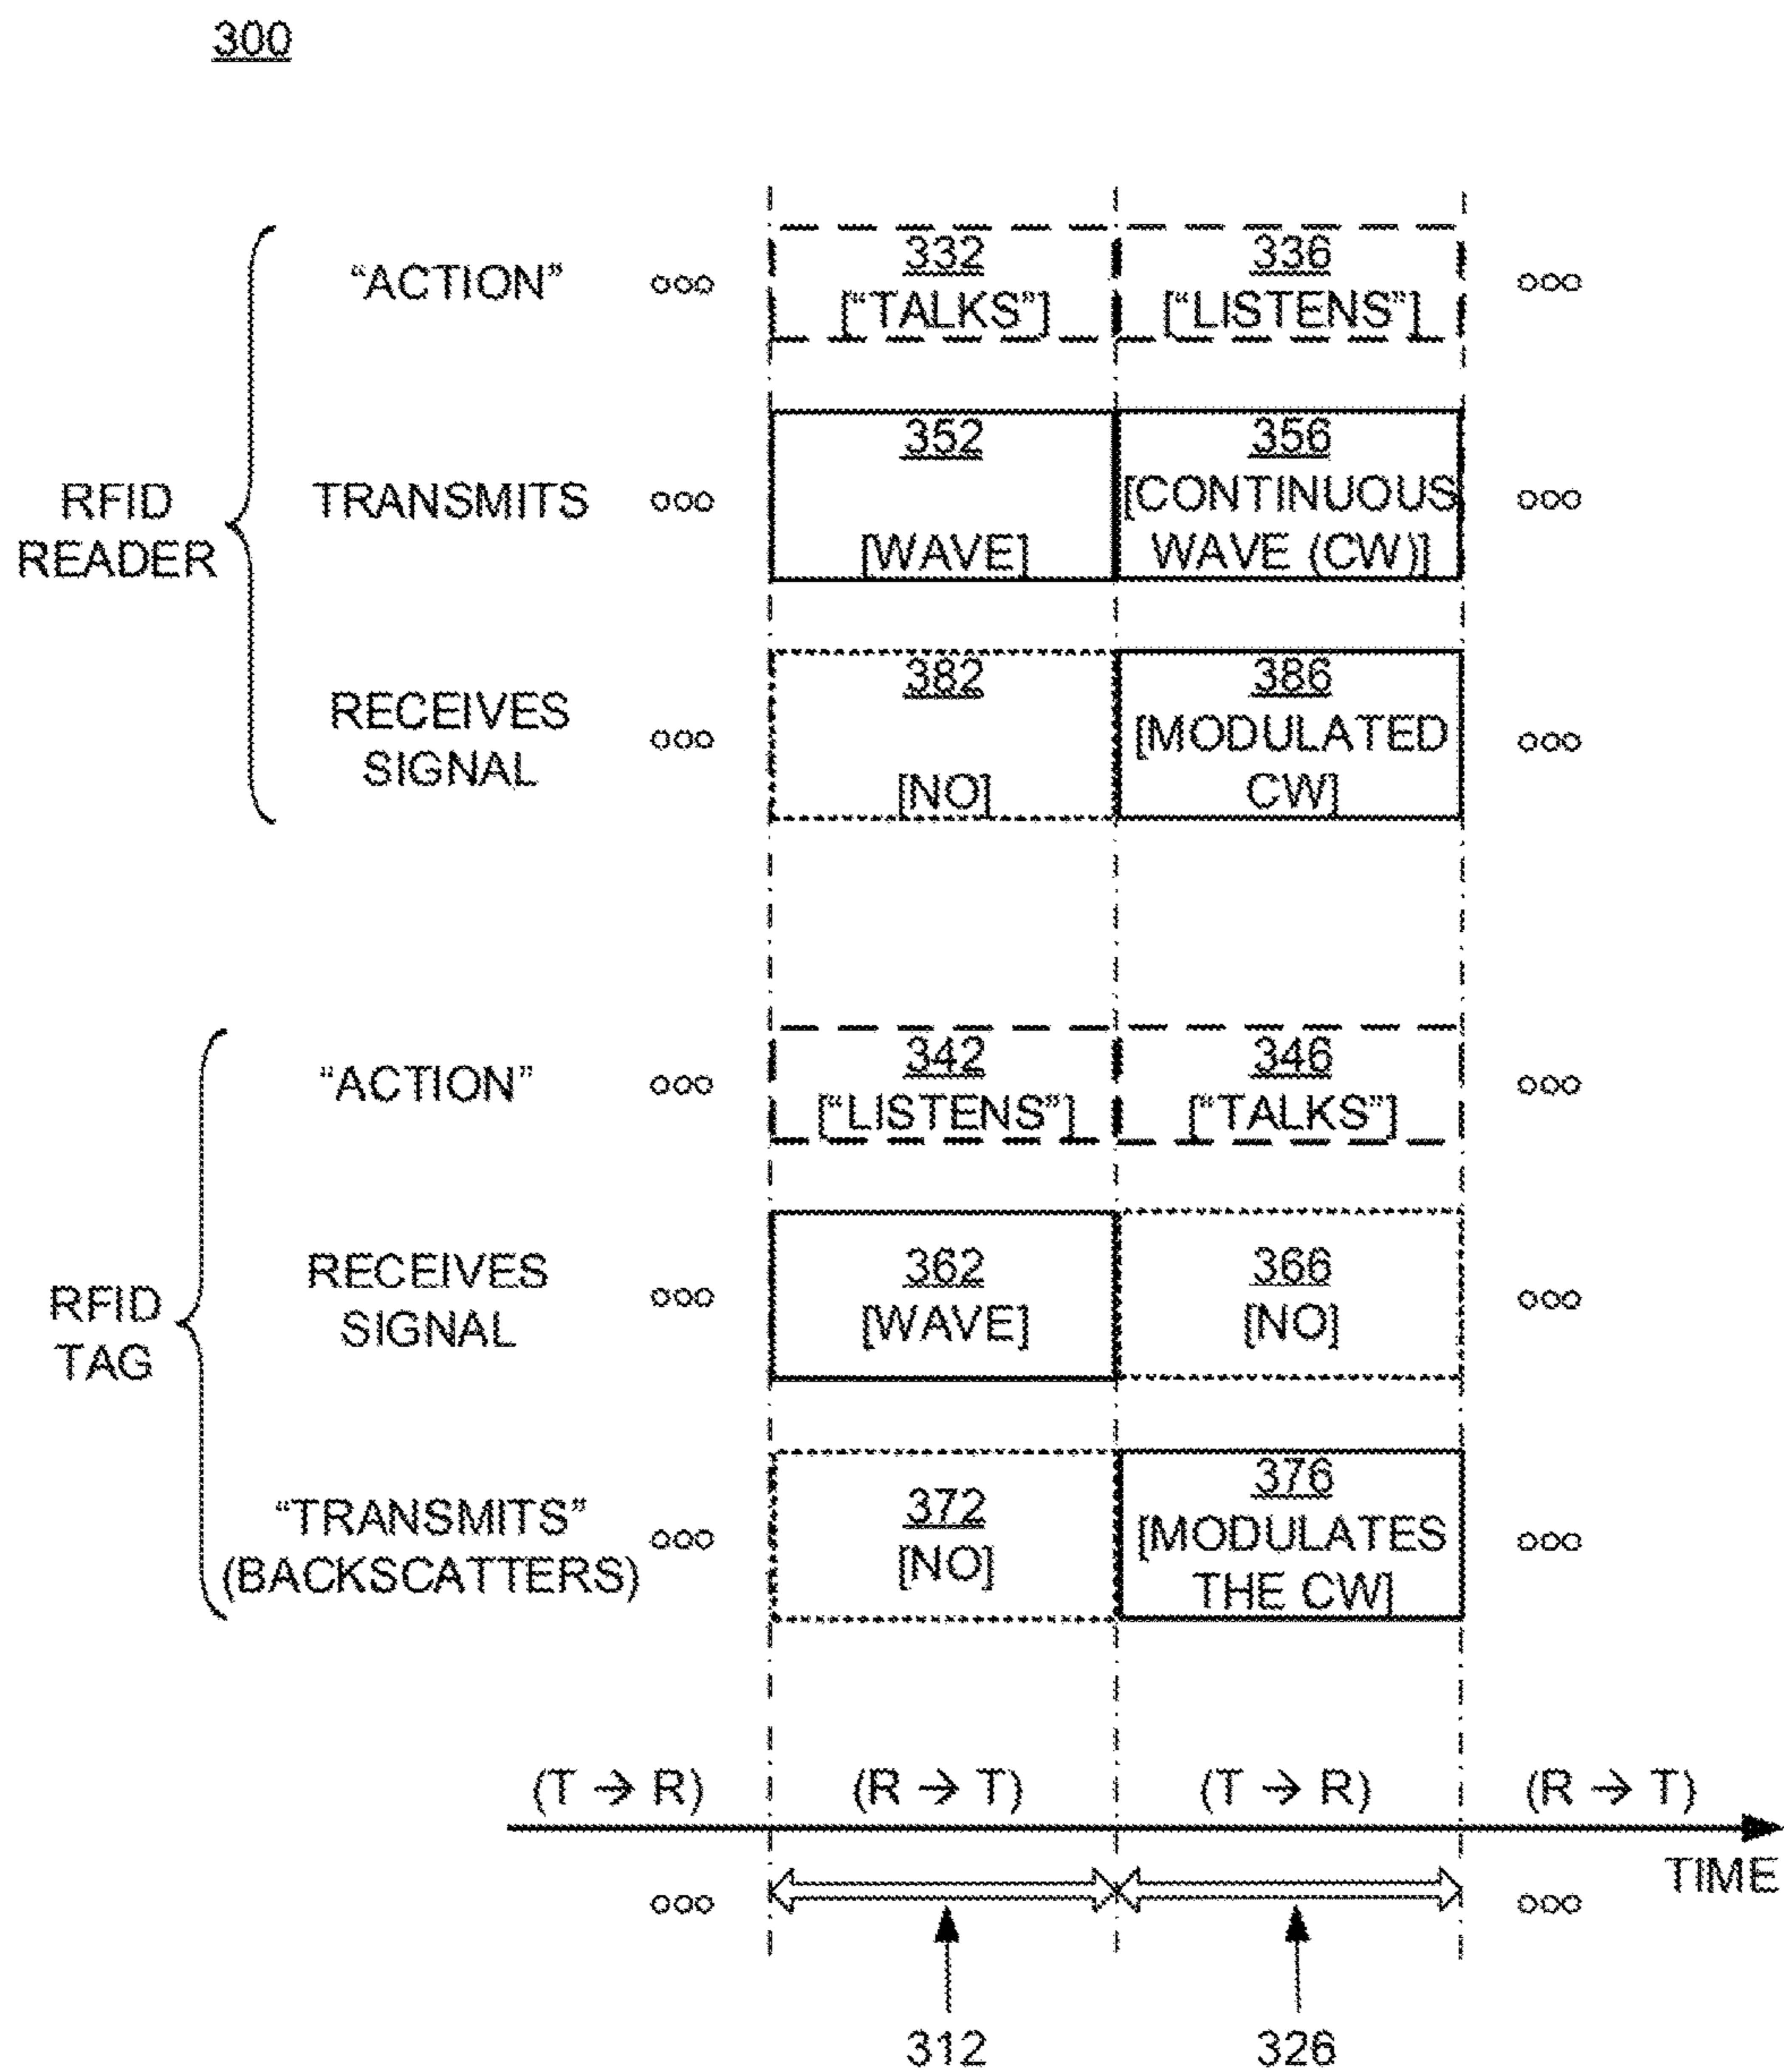 300
RFID
READER
"ACTION"
ooo
332
["TALKS"]
336
["LISTENS"]
ooo
TRANSMITS
ooo
352
[WAVE]
356
[CONTINUOUS
WAVE (CW)]
ooo
RECEIVES
SIGNAL
ooo
382
[NO]
386
[MODULATED
CW]
ooo
RFID
TAG
"ACTION"
ooo
342
["LISTENS"]
346
["TALKS"]
ooo
RECEIVES
SIGNAL
ooo
362
[WAVE]
366
[NO]
ooo
"TRANSMITS"
(BACKSCATTERS)
ooo
372
[NO]
376
[MODULATES
THE CW]
ooo
(T → R)
(R → T)
(T → R)
(R → T)
TIME
ooo
ooo
312
326